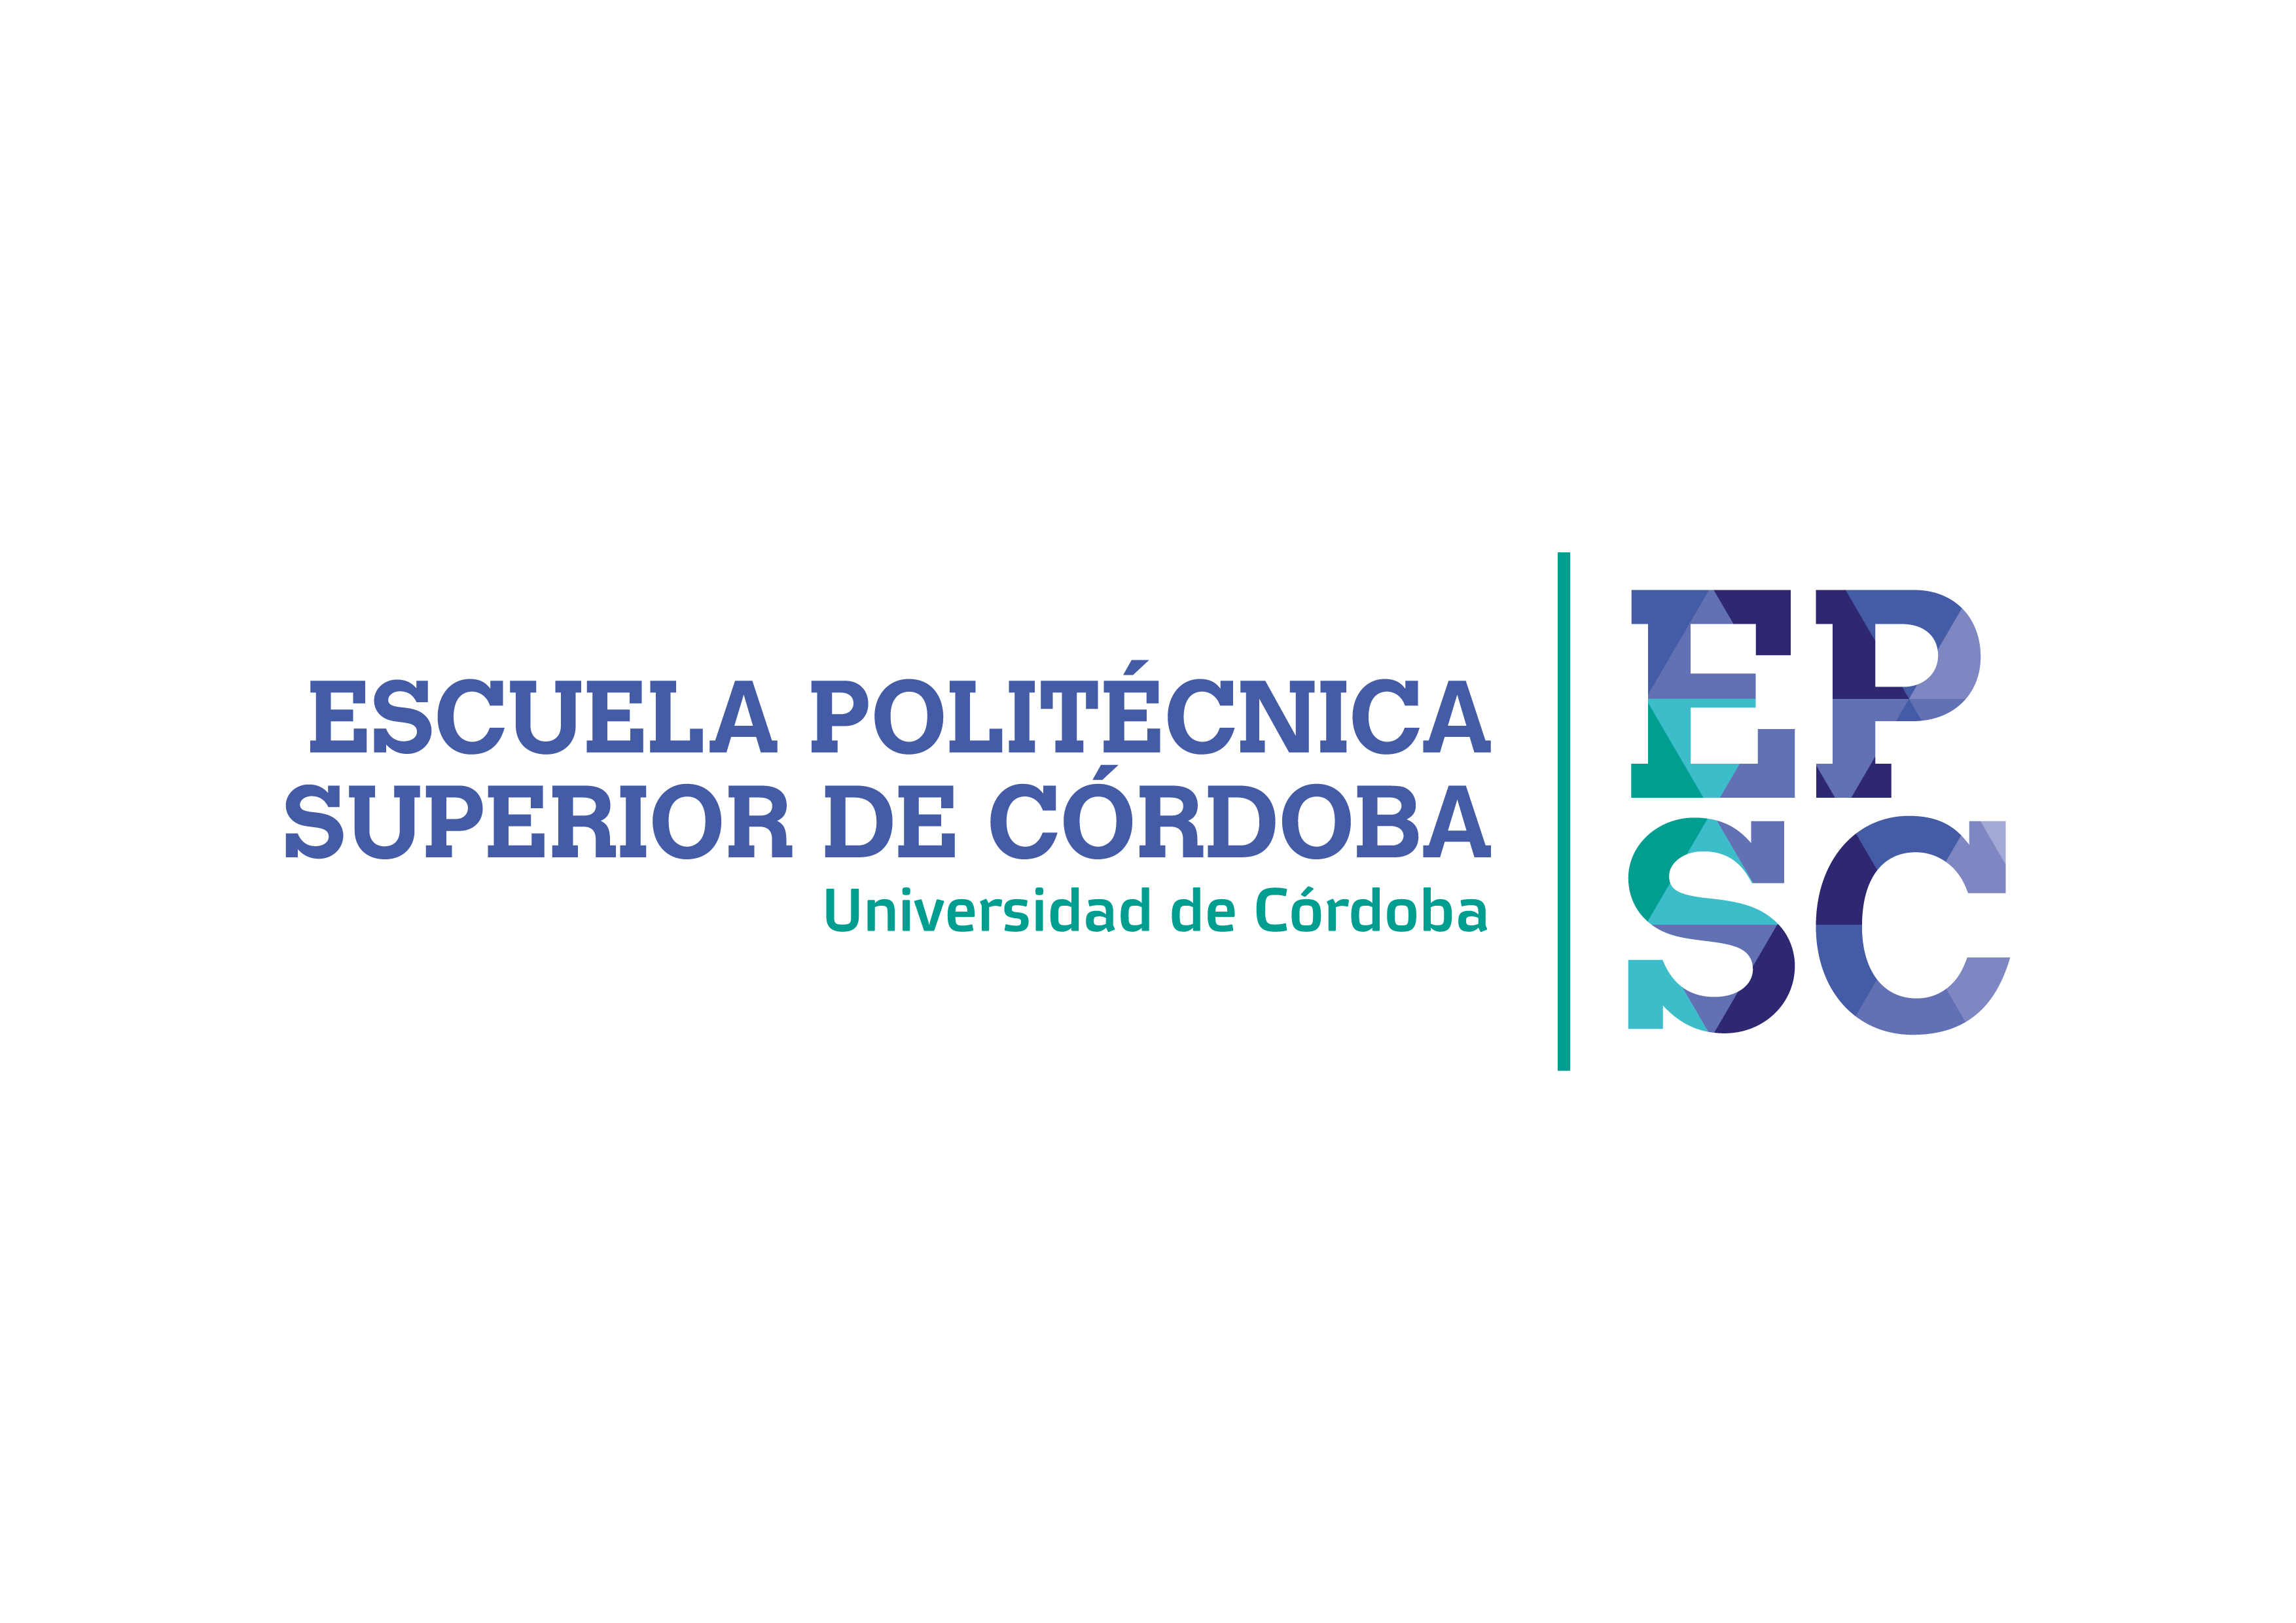 ESCUELA POLITÉCNICA
SUPERIOR DE CÓRDOBA
Universidad de Córdoba
EP
SC